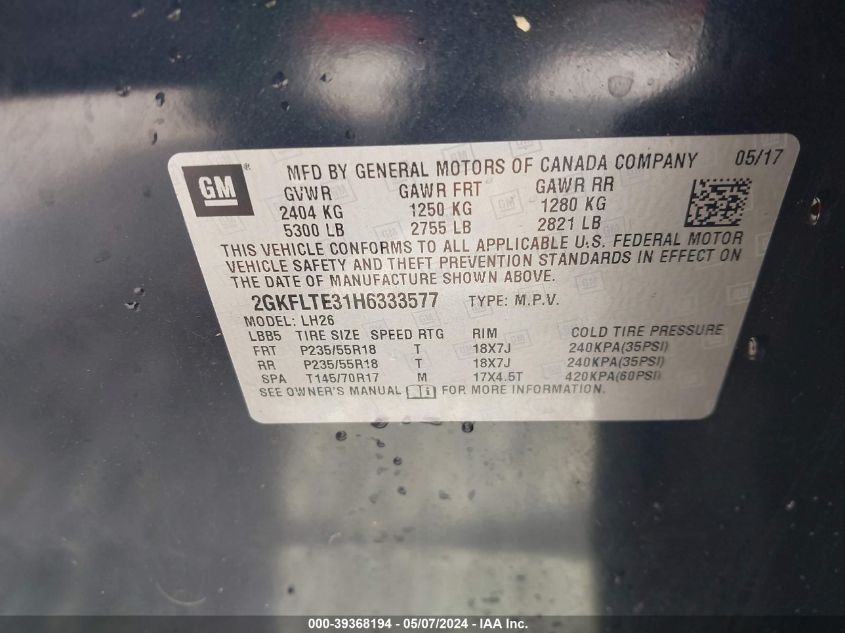 GM
MFD BY GENERAL MOTORS OF CANADA COMPANY 05/17
GVWR GAWR FRT GAWR RR
2404 KG 1250 KG 1280 KG
5300 LB 2755 LB 2821 LB
THIS VEHICLE CONFORMS TO ALL APPLICABLE U.S. FEDERAL MOTOR
VEHICLE SAFETY AND THEFT PREVENTION STANDARDS IN EFFECT ON
THE DATE OF MANUFACTURE SHOWN ABOVE.
2GKFLTE31H6333577 TYPE: M.P.V.
MODEL: LH26
LBB5 TIRE SIZE SPEED RTG RIM COLD TIRE PRESSURE
FRT P235/55R18 T 18X7J 240KPA(35PSI)
RR P235/55R18 T 18X7J 240KPA(35PSI)
SPA T145/70R17 M 17X4.5T 420KPA(60PSI)
SEE OWNER'S MANUAL i FOR MORE INFORMATION.
000-39368194 - 05/07/2024 - IAA Inc.